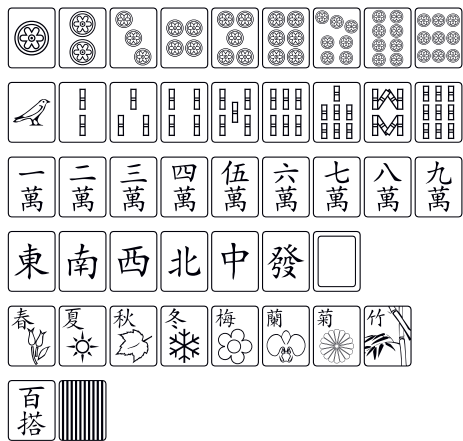 一 二 三 四 伍 六 七 八 九
萬 萬 萬 萬 萬 萬 萬 萬 萬
東 南 西 北 中 發
春 夏 秋 冬 梅 蘭 菊 竹
百
搭